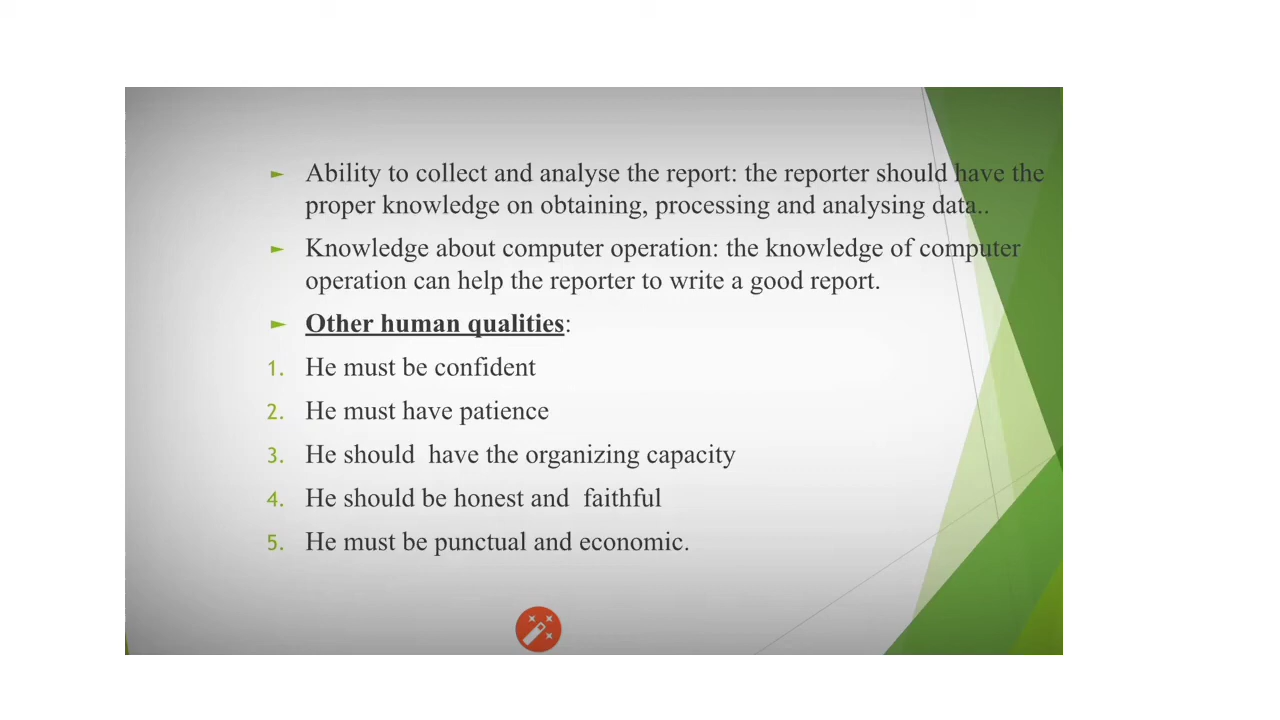 ► Ability to collect and analyse the report: the reporter should have the
proper knowledge on obtaining, processing and analysing data..
► Knowledge about computer operation: the knowledge of computer
operation can help the reporter to write a good report.
► Other human qualities:
1. He must be confident
2. He must have patience
3. He should  have the organizing capacity
4. He should be honest and  faithful
5. He must be punctual and economic.